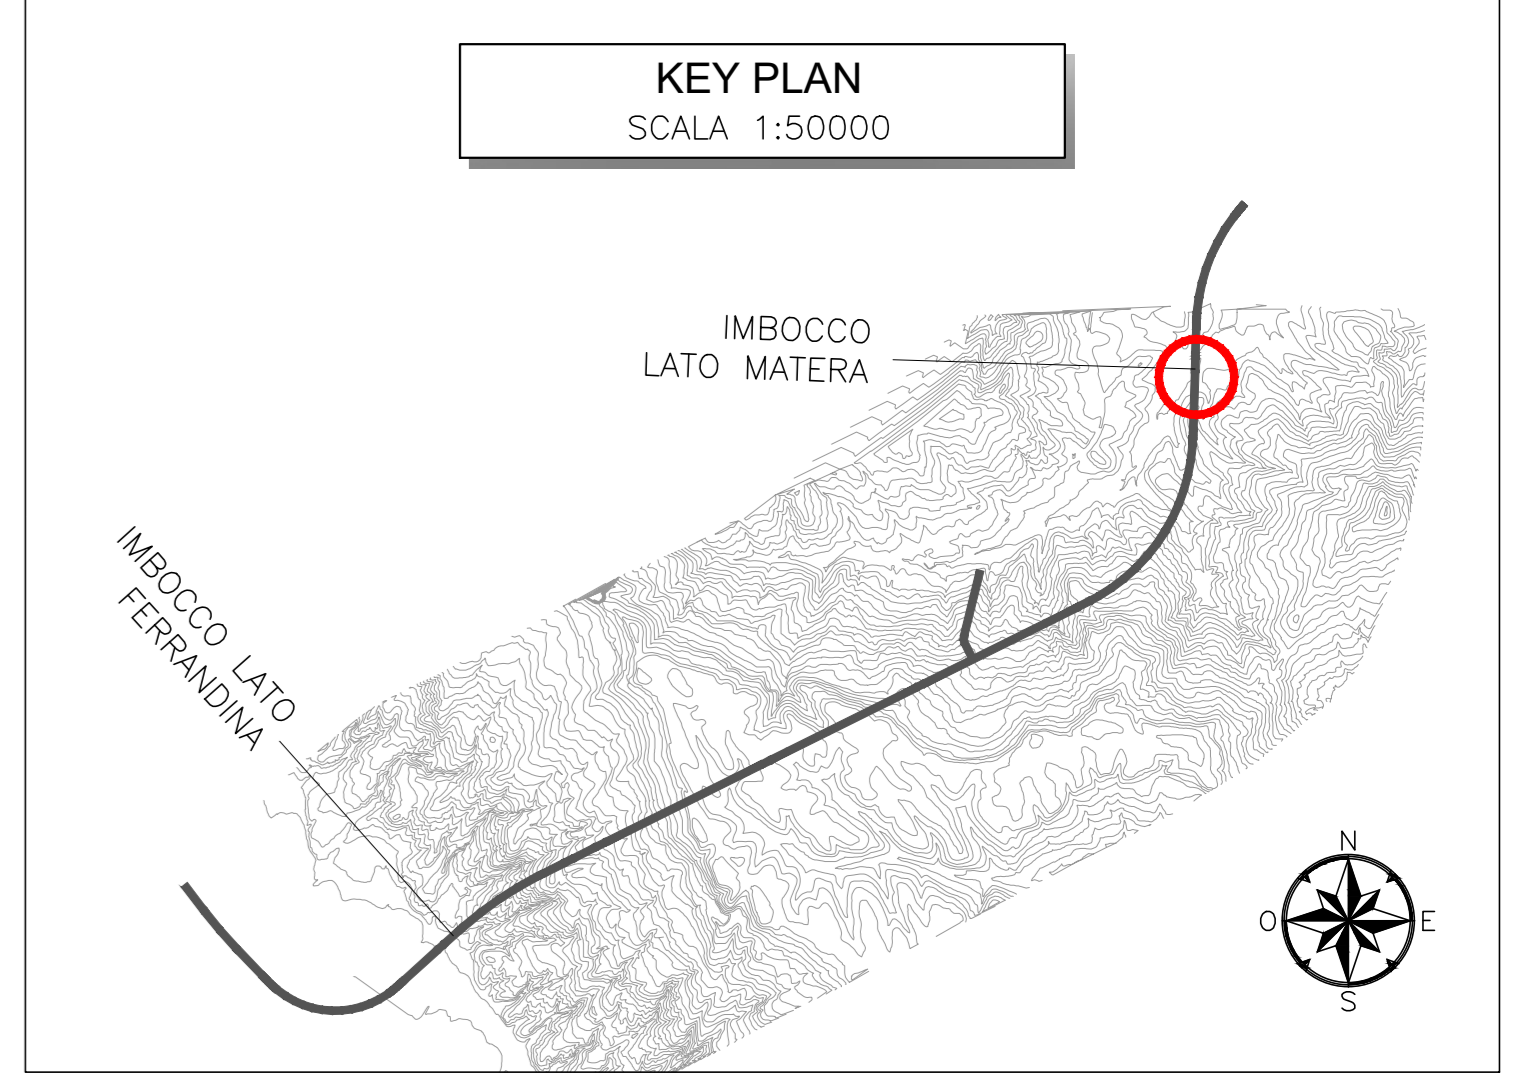 KEY PLAN
SCALA 1:50000
IMBOCCO
LATO MATERA
IMBOCCO LATO
FERRANDINA
N
O
E
S